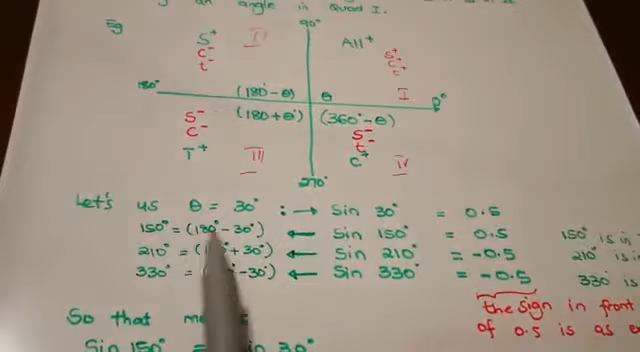 an angle in Quad I.
Eg
90°
S+ II All+
C-
t-
S+
C+
I
180° (180°-θ) θ 0°
S- (180°+θ) (360°-θ)
C- S-
T+ t-
III C+ IV
270°
Let's us θ = 30° : → Sin 30° = 0.5
150° = (180°-30°) ← Sin 150° = 0.5 150° is in
210° = ( +30°) ← Sin 210° = -0.5 210° is in
330° = ( -30°) ← Sin 330° = -0.5 330 is
the sign in front
So that
of 0.5 is as
Sin 150° = 30°